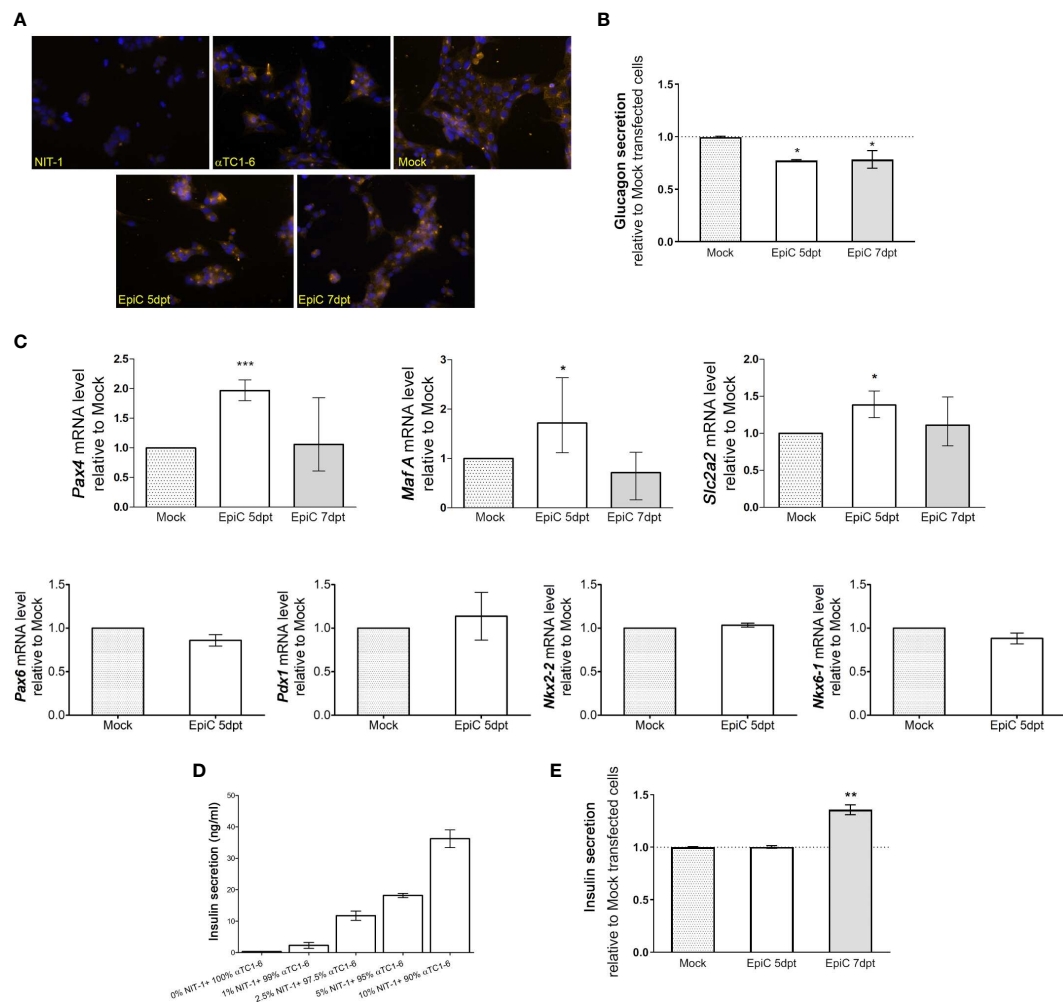 A
NIT-1
αTC1-6
Mock
EpiC 5dpt
EpiC 7dpt
B
Glucagon secretion
relative to Mock transfected cells
1.5
1.0
0.5
0.0
*
*
Mock
EpiC 5dpt
EpiC 7dpt
C
Pax4 mRNA level
relative to Mock
2.5
2.0
1.5
1.0
0.5
0.0
***
Mock
EpiC 5dpt
EpiC 7dpt
Maf A mRNA level
relative to Mock
3
2
1
0
*
Mock
EpiC 5dpt
EpiC 7dpt
Slc2a2 mRNA level
relative to Mock
2.0
1.5
1.0
0.5
0.0
*
Mock
EpiC 5dpt
EpiC 7dpt
Pax6 mRNA level
relative to Mock
1.5
1.0
0.5
0.0
Mock
EpiC 5dpt
Pdx1 mRNA level
relative to Mock
1.5
1.0
0.5
0.0
Mock
EpiC 5dpt
Nkx2-2 mRNA level
relative to Mock
1.5
1.0
0.5
0.0
Mock
EpiC 5dpt
Nkx6-1 mRNA level
relative to Mock
1.5
1.0
0.5
0.0
Mock
EpiC 5dpt
D
Insulin secretion (ng/ml)
50
40
30
20
10
0
0% NIT-1+ 100% αTC1-6
1% NIT-1+ 99% αTC1-6
2.5% NIT-1+ 97.5% αTC1-6
5% NIT-1+ 95% αTC1-6
10% NIT-1+ 90% αTC1-6
E
Insulin secretion
relative to Mock transfected cells
1.5
1.0
0.5
0.0
**
Mock
EpiC 5dpt
EpiC 7dpt